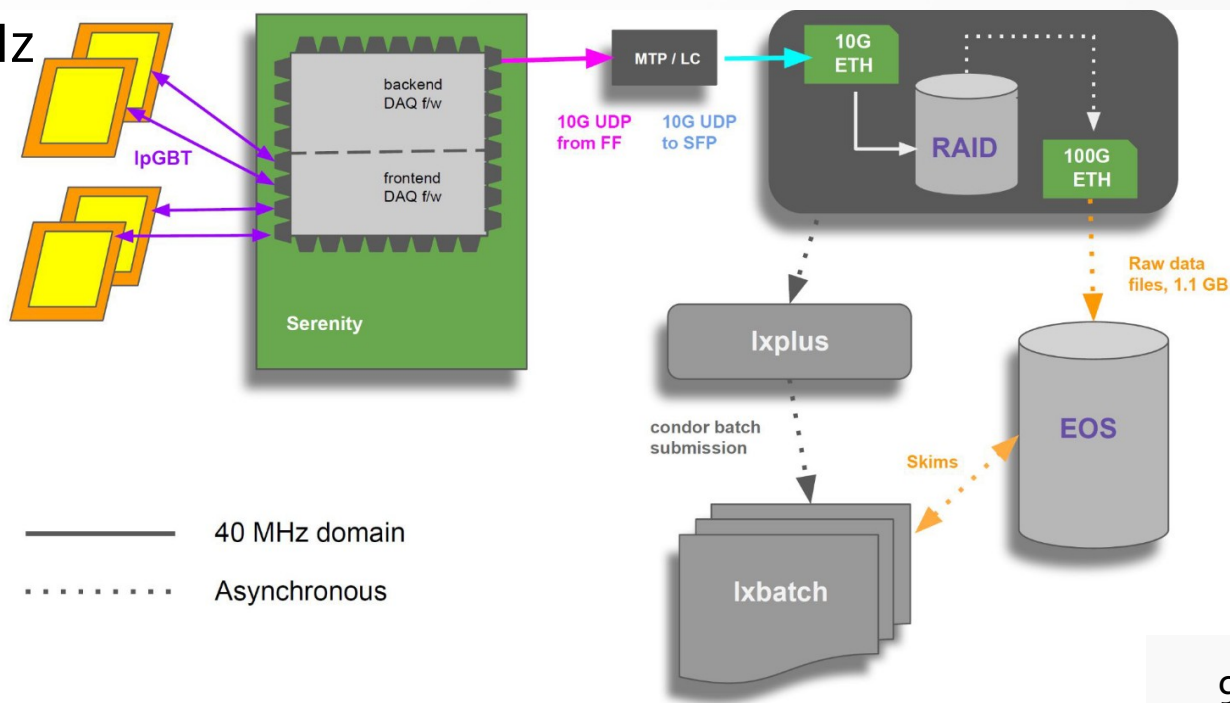 backend
DAQ f/w
frontend
DAQ f/w
lpGBT
Serenity
MTP / LC
10G UDP
from FF
10G UDP
to SFP
10G
ETH
RAID
100G
ETH
Raw data
files, 1.1 GB
lxplus
condor batch
submission
Skims
EOS
lxbatch
40 MHz domain
Asynchronous